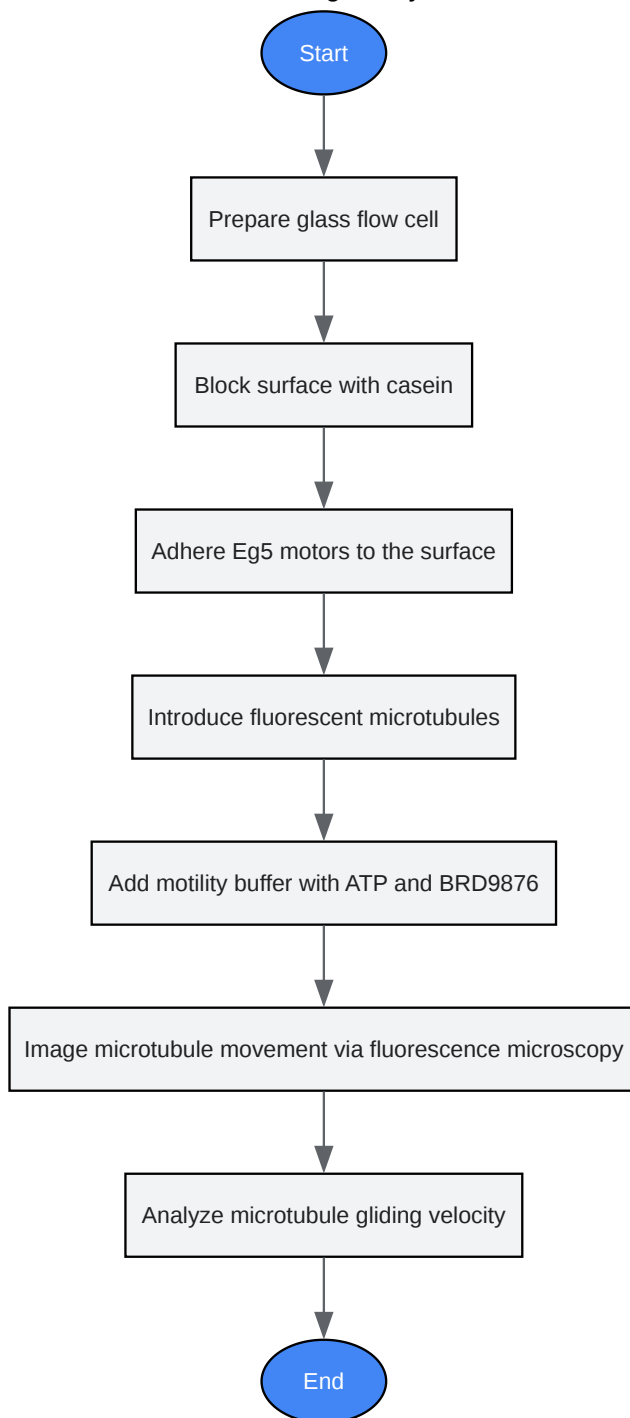 Start
Prepare glass flow cell
Block surface with casein
Adhere Eg5 motors to the surface
Introduce fluorescent microtubules
Add motility buffer with ATP and BRD9876
Image microtubule movement via fluorescence microscopy
Analyze microtubule gliding velocity
End